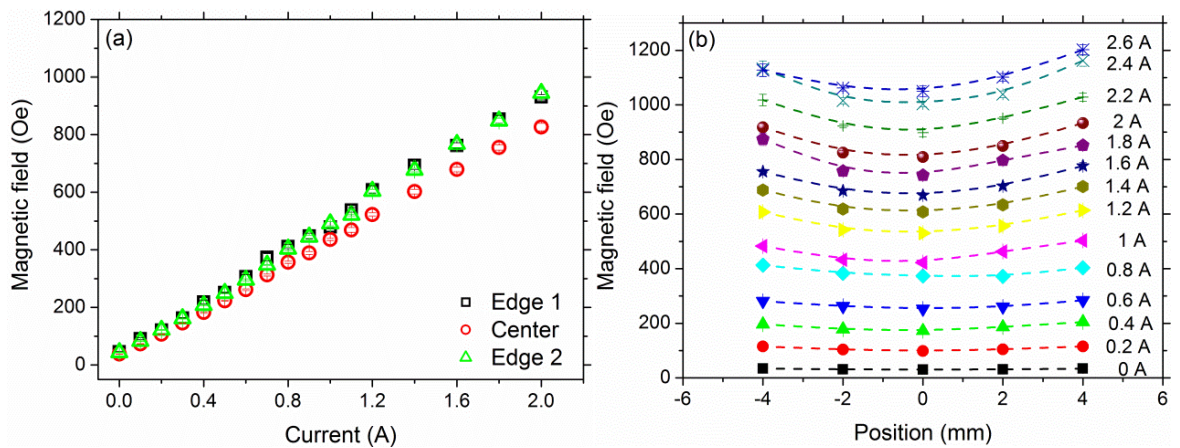 (a)
1200
1000
800
600
400
200
0
Magnetic field (Oe)
Edge 1
Center
Edge 2
0.0 0.4 0.8 1.2 1.6 2.0
Current (A)
(b)
1200
1000
800
600
400
200
0
Magnetic field (Oe)
2.6 A
2.4 A
2.2 A
2 A
1.8 A
1.6 A
1.4 A
1.2 A
1 A
0.8 A
0.6 A
0.4 A
0.2 A
0 A
-6 -4 -2 0 2 4 6
Position (mm)